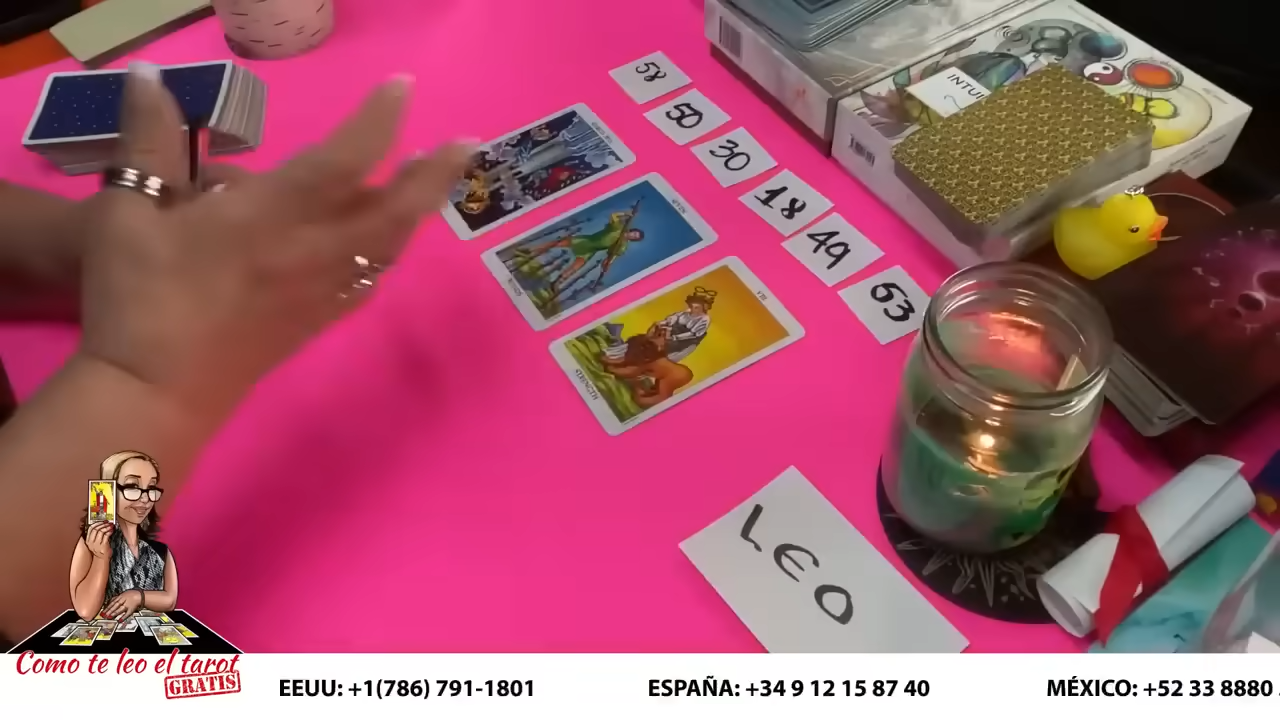 58
50
30
18
49
63
INTUI
LEO
Como te leo el tarot
GRATIS
EEUU: +1(786) 791-1801
ESPAÑA: +34 9 12 15 87 40
MÉXICO: +52 33 8880